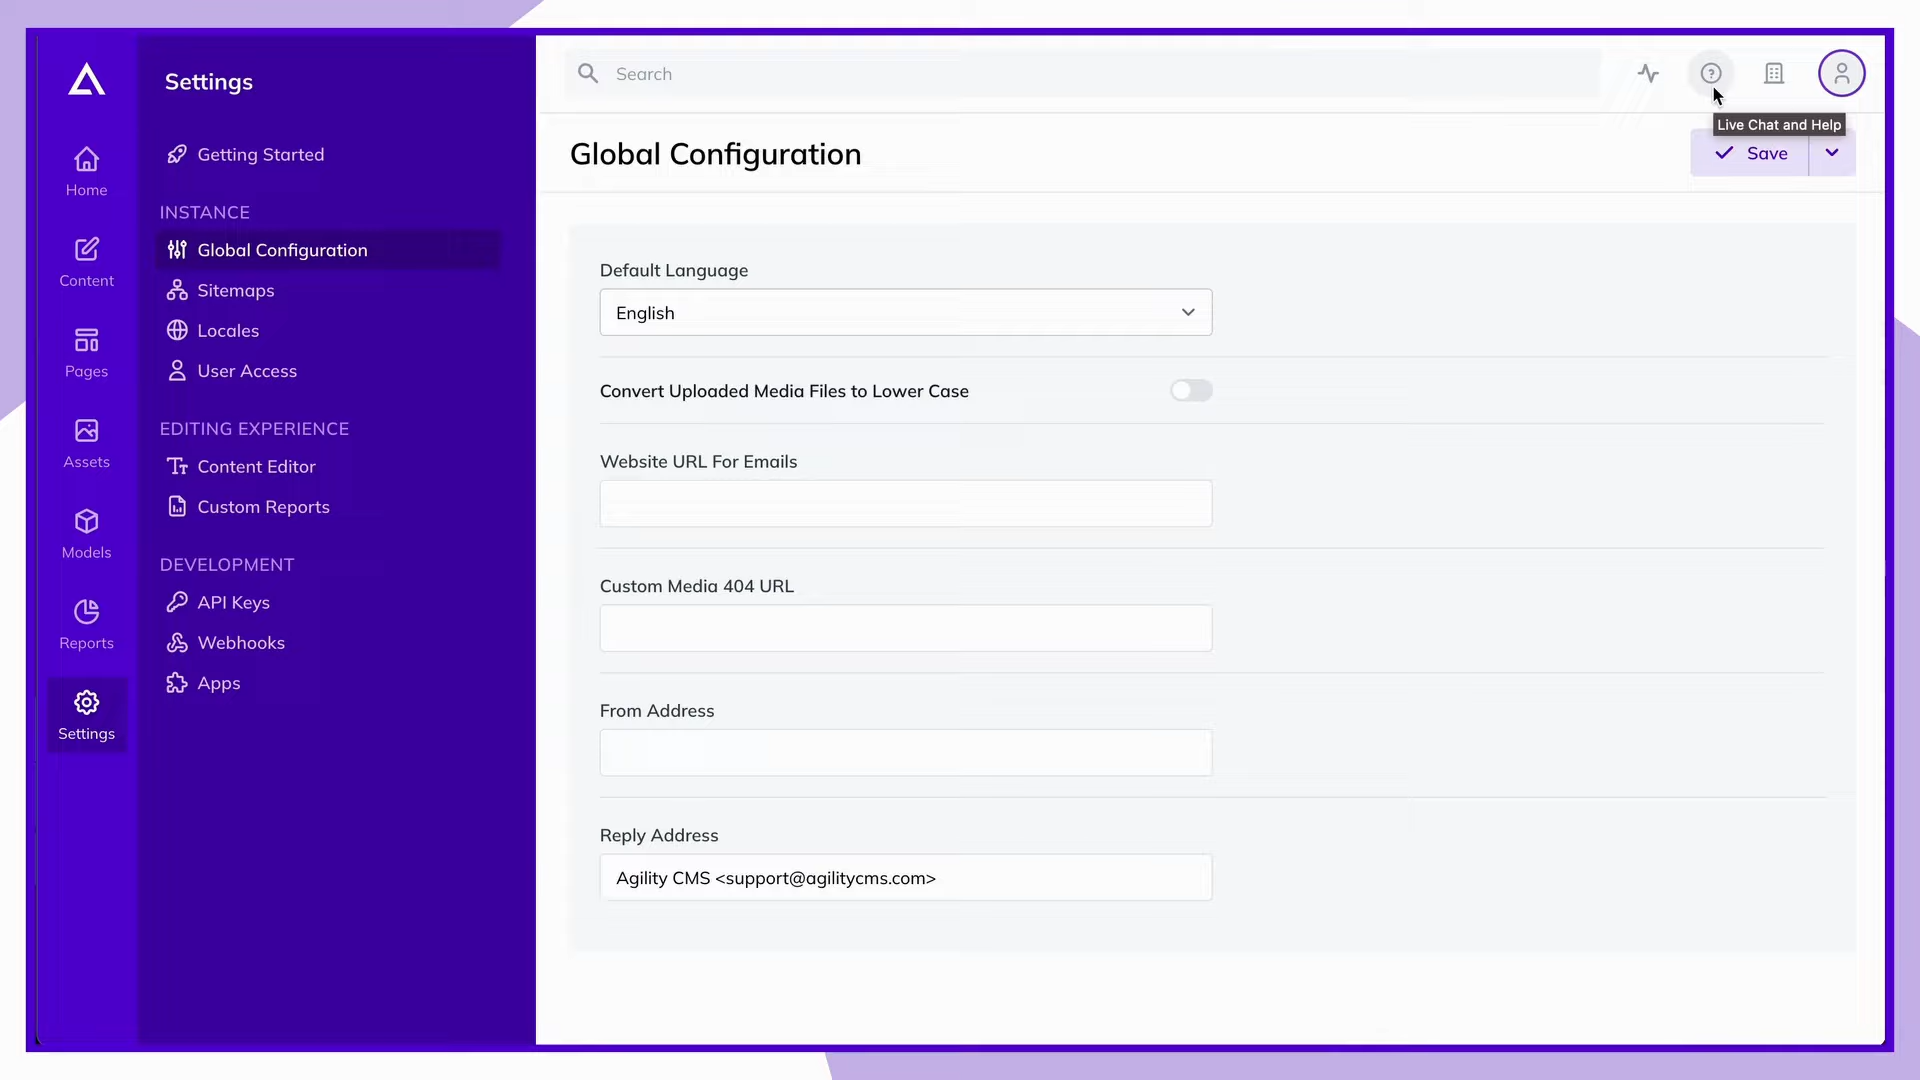 Settings
Home
Content
Pages
Assets
Models
Reports
Settings
Getting Started
INSTANCE
Global Configuration
Sitemaps
Locales
User Access
EDITING EXPERIENCE
Content Editor
Custom Reports
DEVELOPMENT
API Keys
Webhooks
Apps
Search
Live Chat and Help
Global Configuration
Save
Default Language
English
Convert Uploaded Media Files to Lower Case
Website URL For Emails
Custom Media 404 URL
From Address
Reply Address
Agility CMS <support@agilitycms.com>